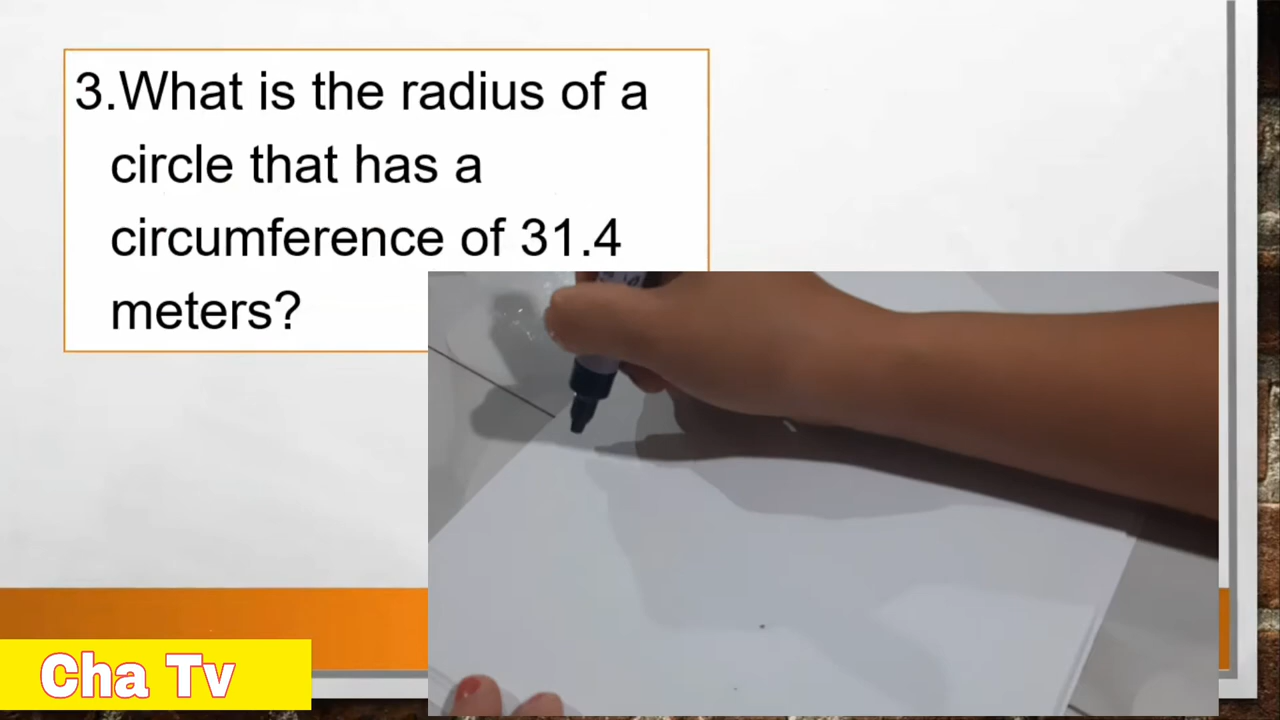 3.What is the radius of a
circle that has a
circumference of 31.4
meters?
Cha Tv